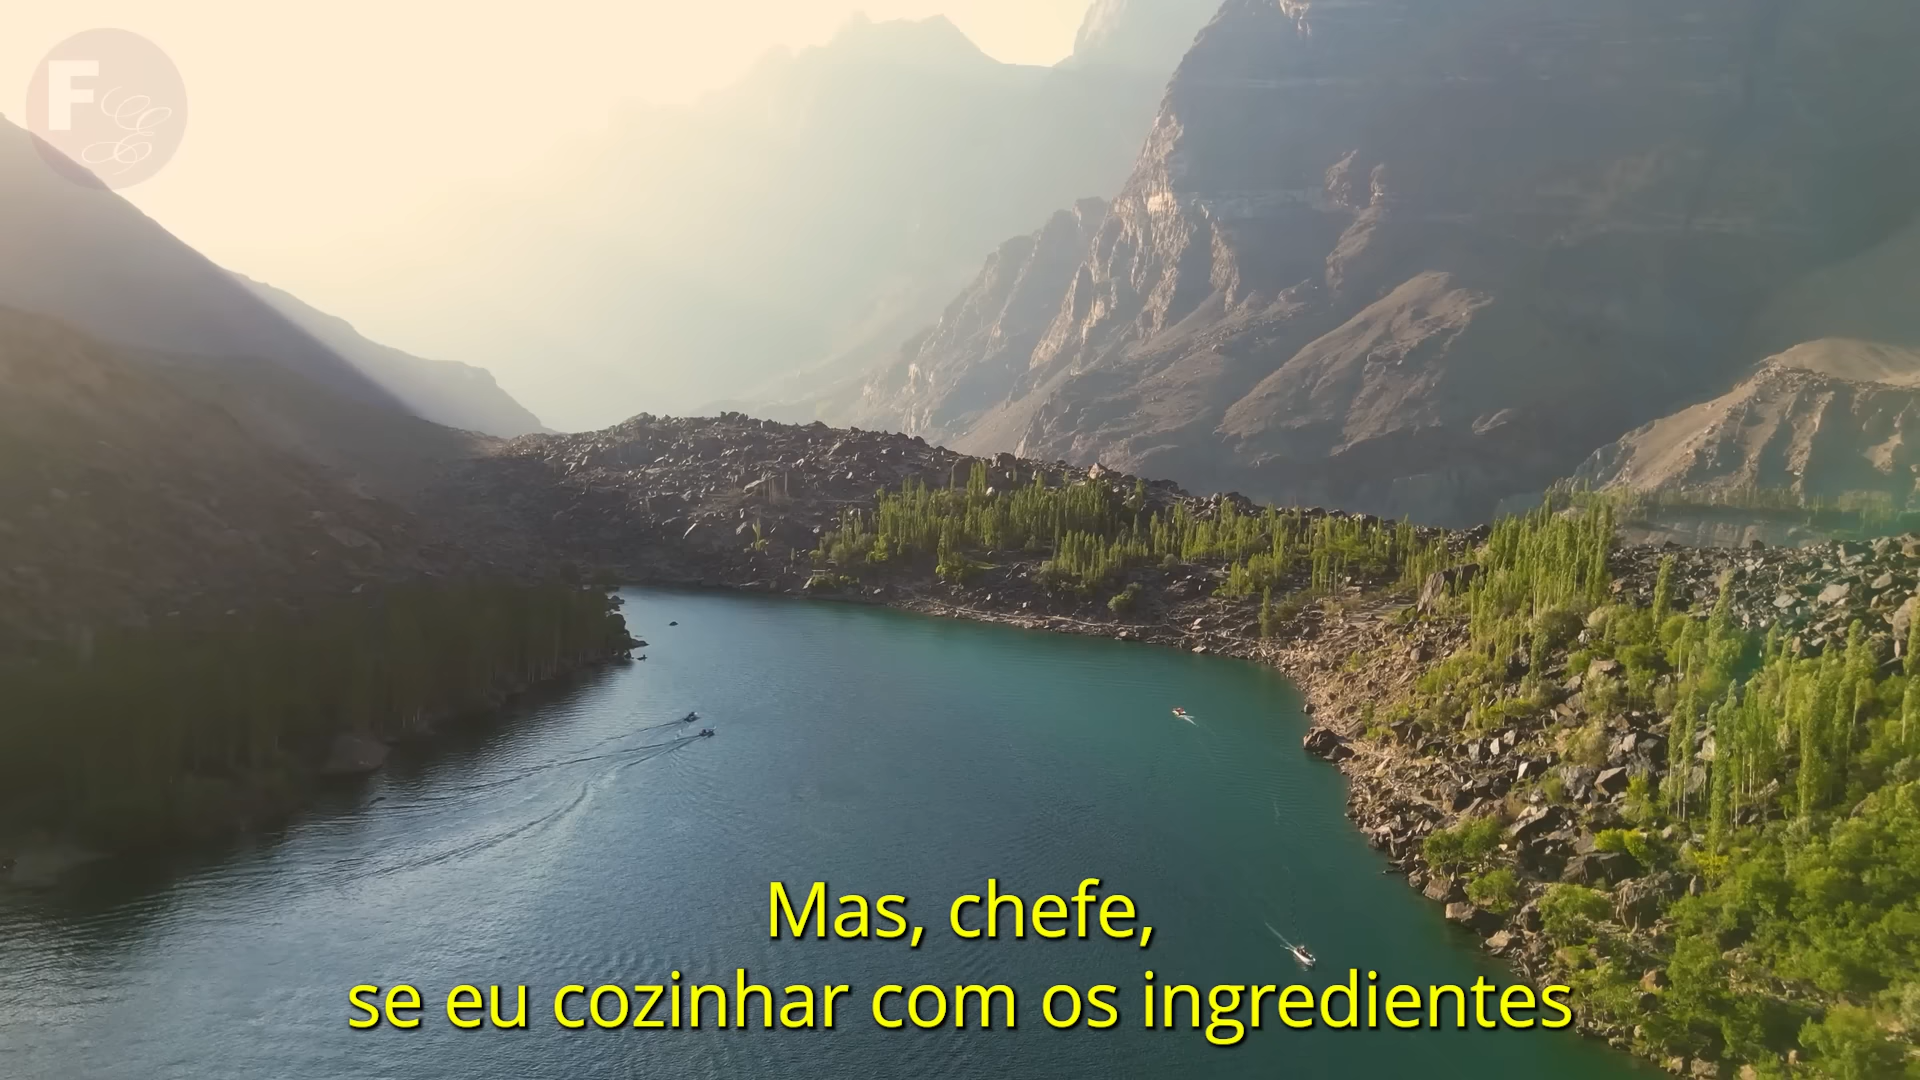 F
Mas, chefe,
se eu cozinhar com os ingredientes